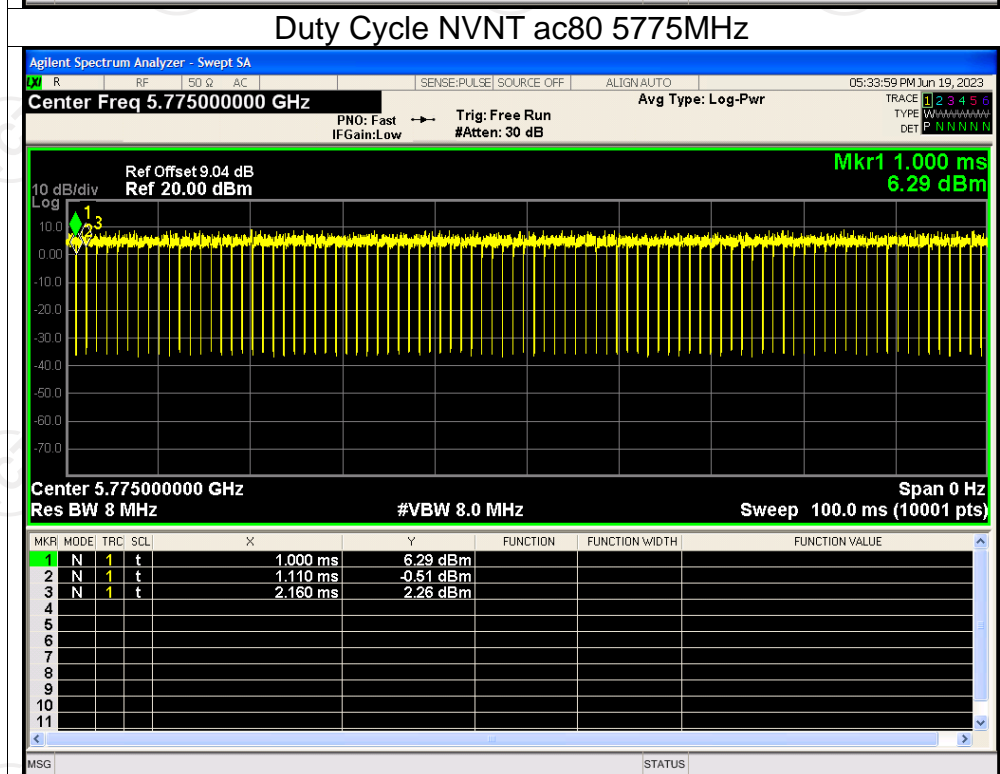 Duty Cycle NVNT ac80 5775MHz
Agilent Spectrum Analyzer - Swept SA
LXI R RF 50 Ω AC SENSE:PULSE SOURCE OFF ALIGN AUTO 05:33:59 PM Jun 19, 2023
Center Freq 5.775000000 GHz Avg Type: Log-Pwr TRACE 1 2 3 4 5 6
PNO: Fast Trig: Free Run TYPE WWWWWW
IFGain:Low #Atten: 30 dB DET P N N N N N
Mkr1 1.000 ms
Ref Offset 9.04 dB
10 dB/div Ref 20.00 dBm 6.29 dBm
Log
1
3
10.0
2
0.00
-10.0
-20.0
-30.0
-40.0
-50.0
-60.0
-70.0
Center 5.775000000 GHz Span 0 Hz
Res BW 8 MHz #VBW 8.0 MHz Sweep 100.0 ms (10001 pts)
MKR MODE TRC SCL X Y FUNCTION FUNCTION WIDTH FUNCTION VALUE
1 N 1 t 1.000 ms 6.29 dBm
2 N 1 t 1.110 ms -0.51 dBm
3 N 1 t 2.160 ms 2.26 dBm
4
5
6
7
8
9
10
11
MSG STATUS